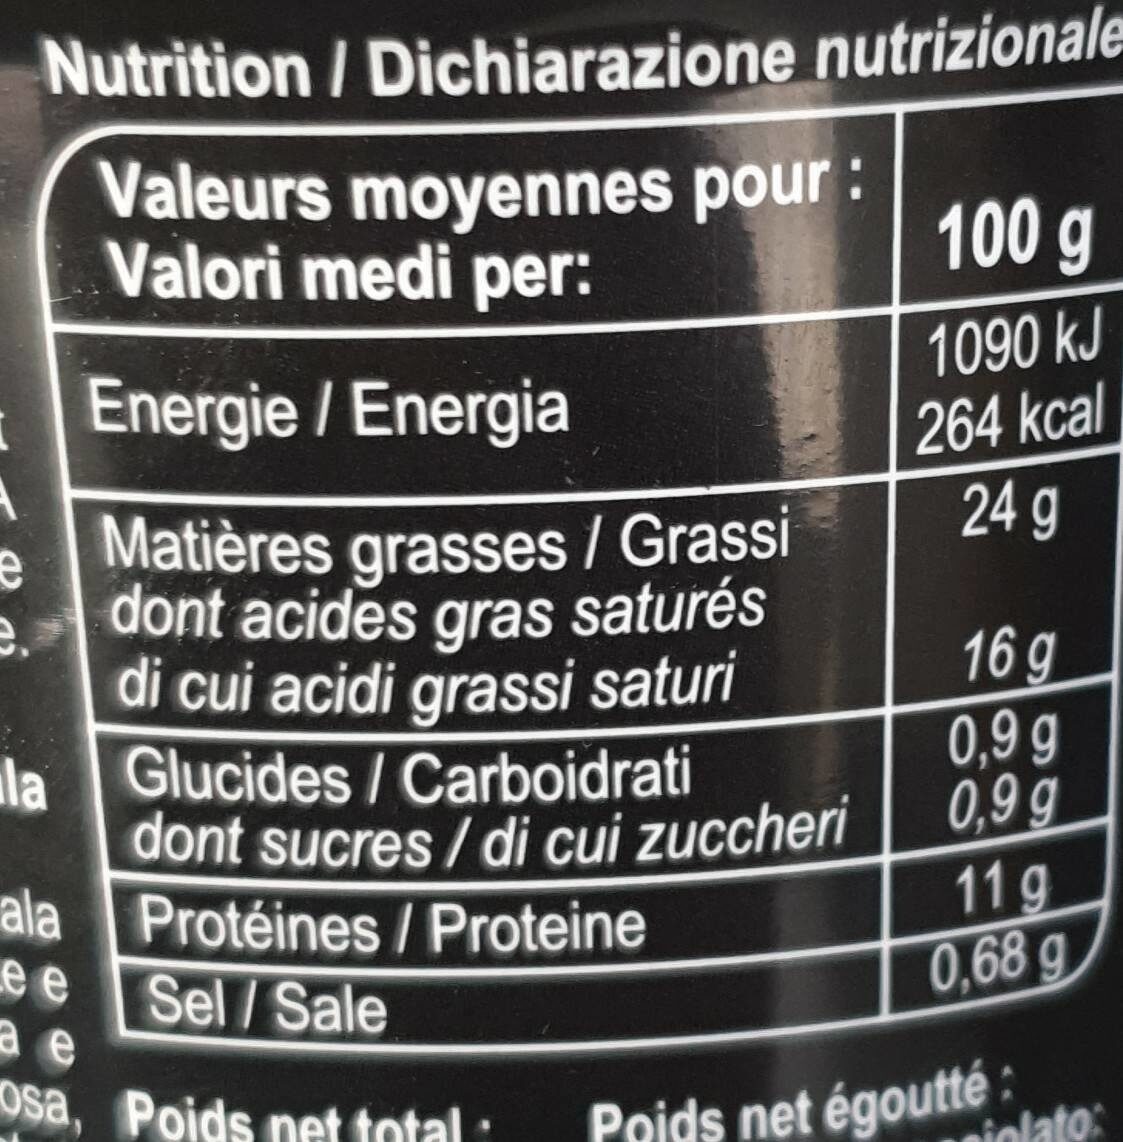 Nutrition / Dichiarazione nutrizionale
Valeurs moyennes pour :
Valori medi per:
100 g
Energie / Energia
1090 kJ
264 kcal
Matières grasses / Grassi
24 g
dont acides gras saturés
di cui acidi grassi saturi
16 g
Glucides / Carboidrati
0,9 g
dont sucres / di cui zuccheri
0,9 g
Protéines / Proteine
11 g
Sel / Sale
0,68 g
Poids net total :
Poids net égoutté :